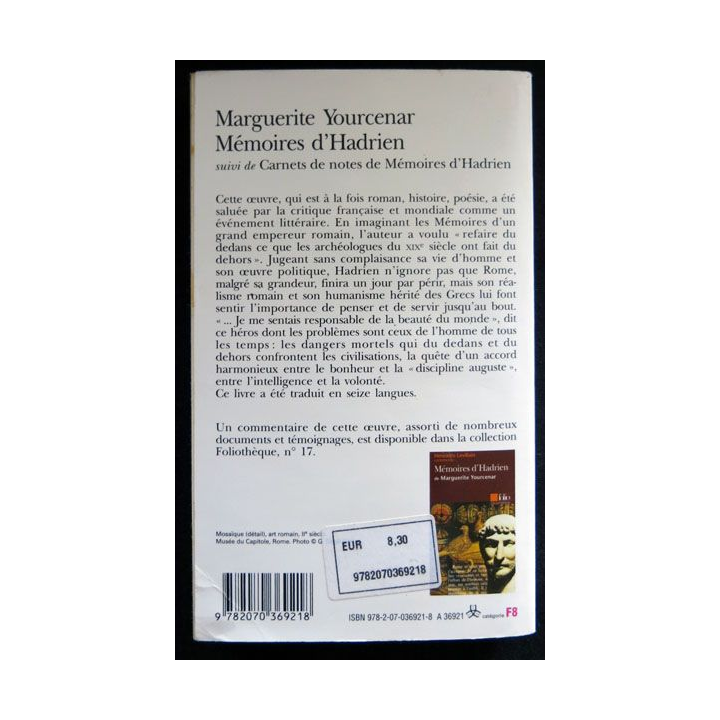 Marguerite Yourcenar
Mémoires d'Hadrien
suivi de Carnets de notes de Mémoires d'Hadrien
Cette œuvre, qui est à la fois roman, histoire, poésie, a été
saluée par la critique française et mondiale comme un
événement littéraire. En imaginant les Mémoires d'un
grand empereur romain, l'auteur a voulu « refaire du
dedans ce que les archéologues du XIXe siècle ont fait du
dehors ». Jugeant sans complaisance sa vie d'homme et
son œuvre politique, Hadrien n'ignore pas que Rome,
malgré sa grandeur, finira un jour par périr, mais son réa-
lisme romain et son humanisme hérité des Grecs lui font
sentir l'importance de penser et de servir jusqu'au bout.
« ... Je me sentais responsable de la beauté du monde », dit
ce héros dont les problèmes sont ceux de l'homme de tous
les temps : les dangers mortels qui du dedans et du
dehors confrontent les civilisations, la quête d'un accord
harmonieux entre le bonheur et la « discipline auguste »,
entre l'intelligence et la volonté.
Ce livre a été traduit en seize langues.
Un commentaire de cette œuvre, assorti de nombreux
documents et témoignages, est disponible dans la collection
Foliothèque, n° 17.
Henriette Levillain
Mémoires d'Hadrien
de Marguerite Yourcenar
Mosaïque (détail), art romain, IIe
Musée du Capitole, Rome. Photo © G
EUR 8,30
9782070369218
9 782070 369218
ISBN 978-2-07-036921-8 A 36921 catégorie F8